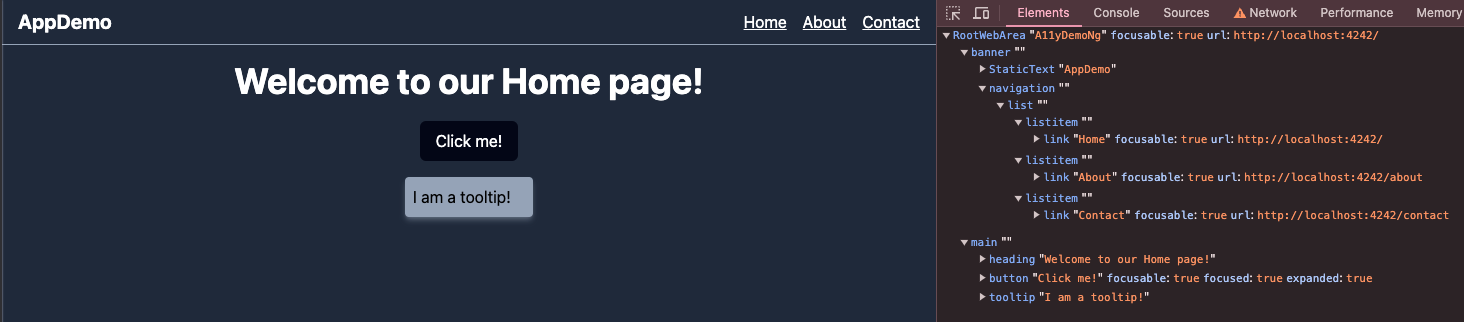 AppDemo
Home About Contact
Welcome to our Home page!
Click me!
I am a tooltip!
Elements Console Sources Network Performance Memory
RootWebArea "A11yDemoNg" focusable: true url: http://localhost:4242/
banner ""
StaticText "AppDemo"
navigation ""
list ""
listitem ""
link "Home" focusable: true url: http://localhost:4242/
listitem ""
link "About" focusable: true url: http://localhost:4242/about
listitem ""
link "Contact" focusable: true url: http://localhost:4242/contact
main ""
heading "Welcome to our Home page!"
button "Click me!" focusable: true focused: true expanded: true
tooltip "I am a tooltip!"